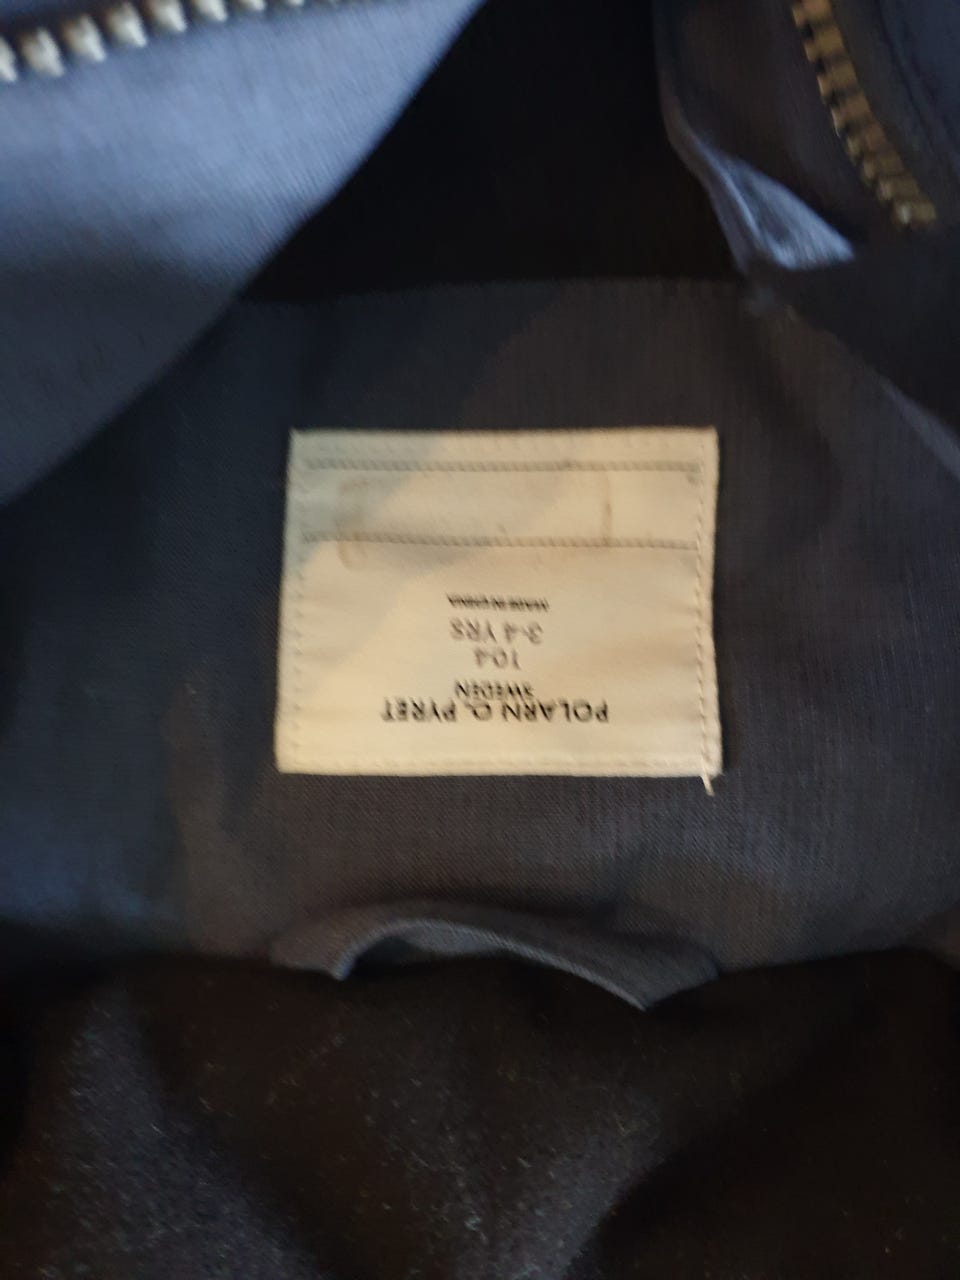 POLARN O. PYRET
SWEDEN
104
3-4 YRS
MADE IN CHINA